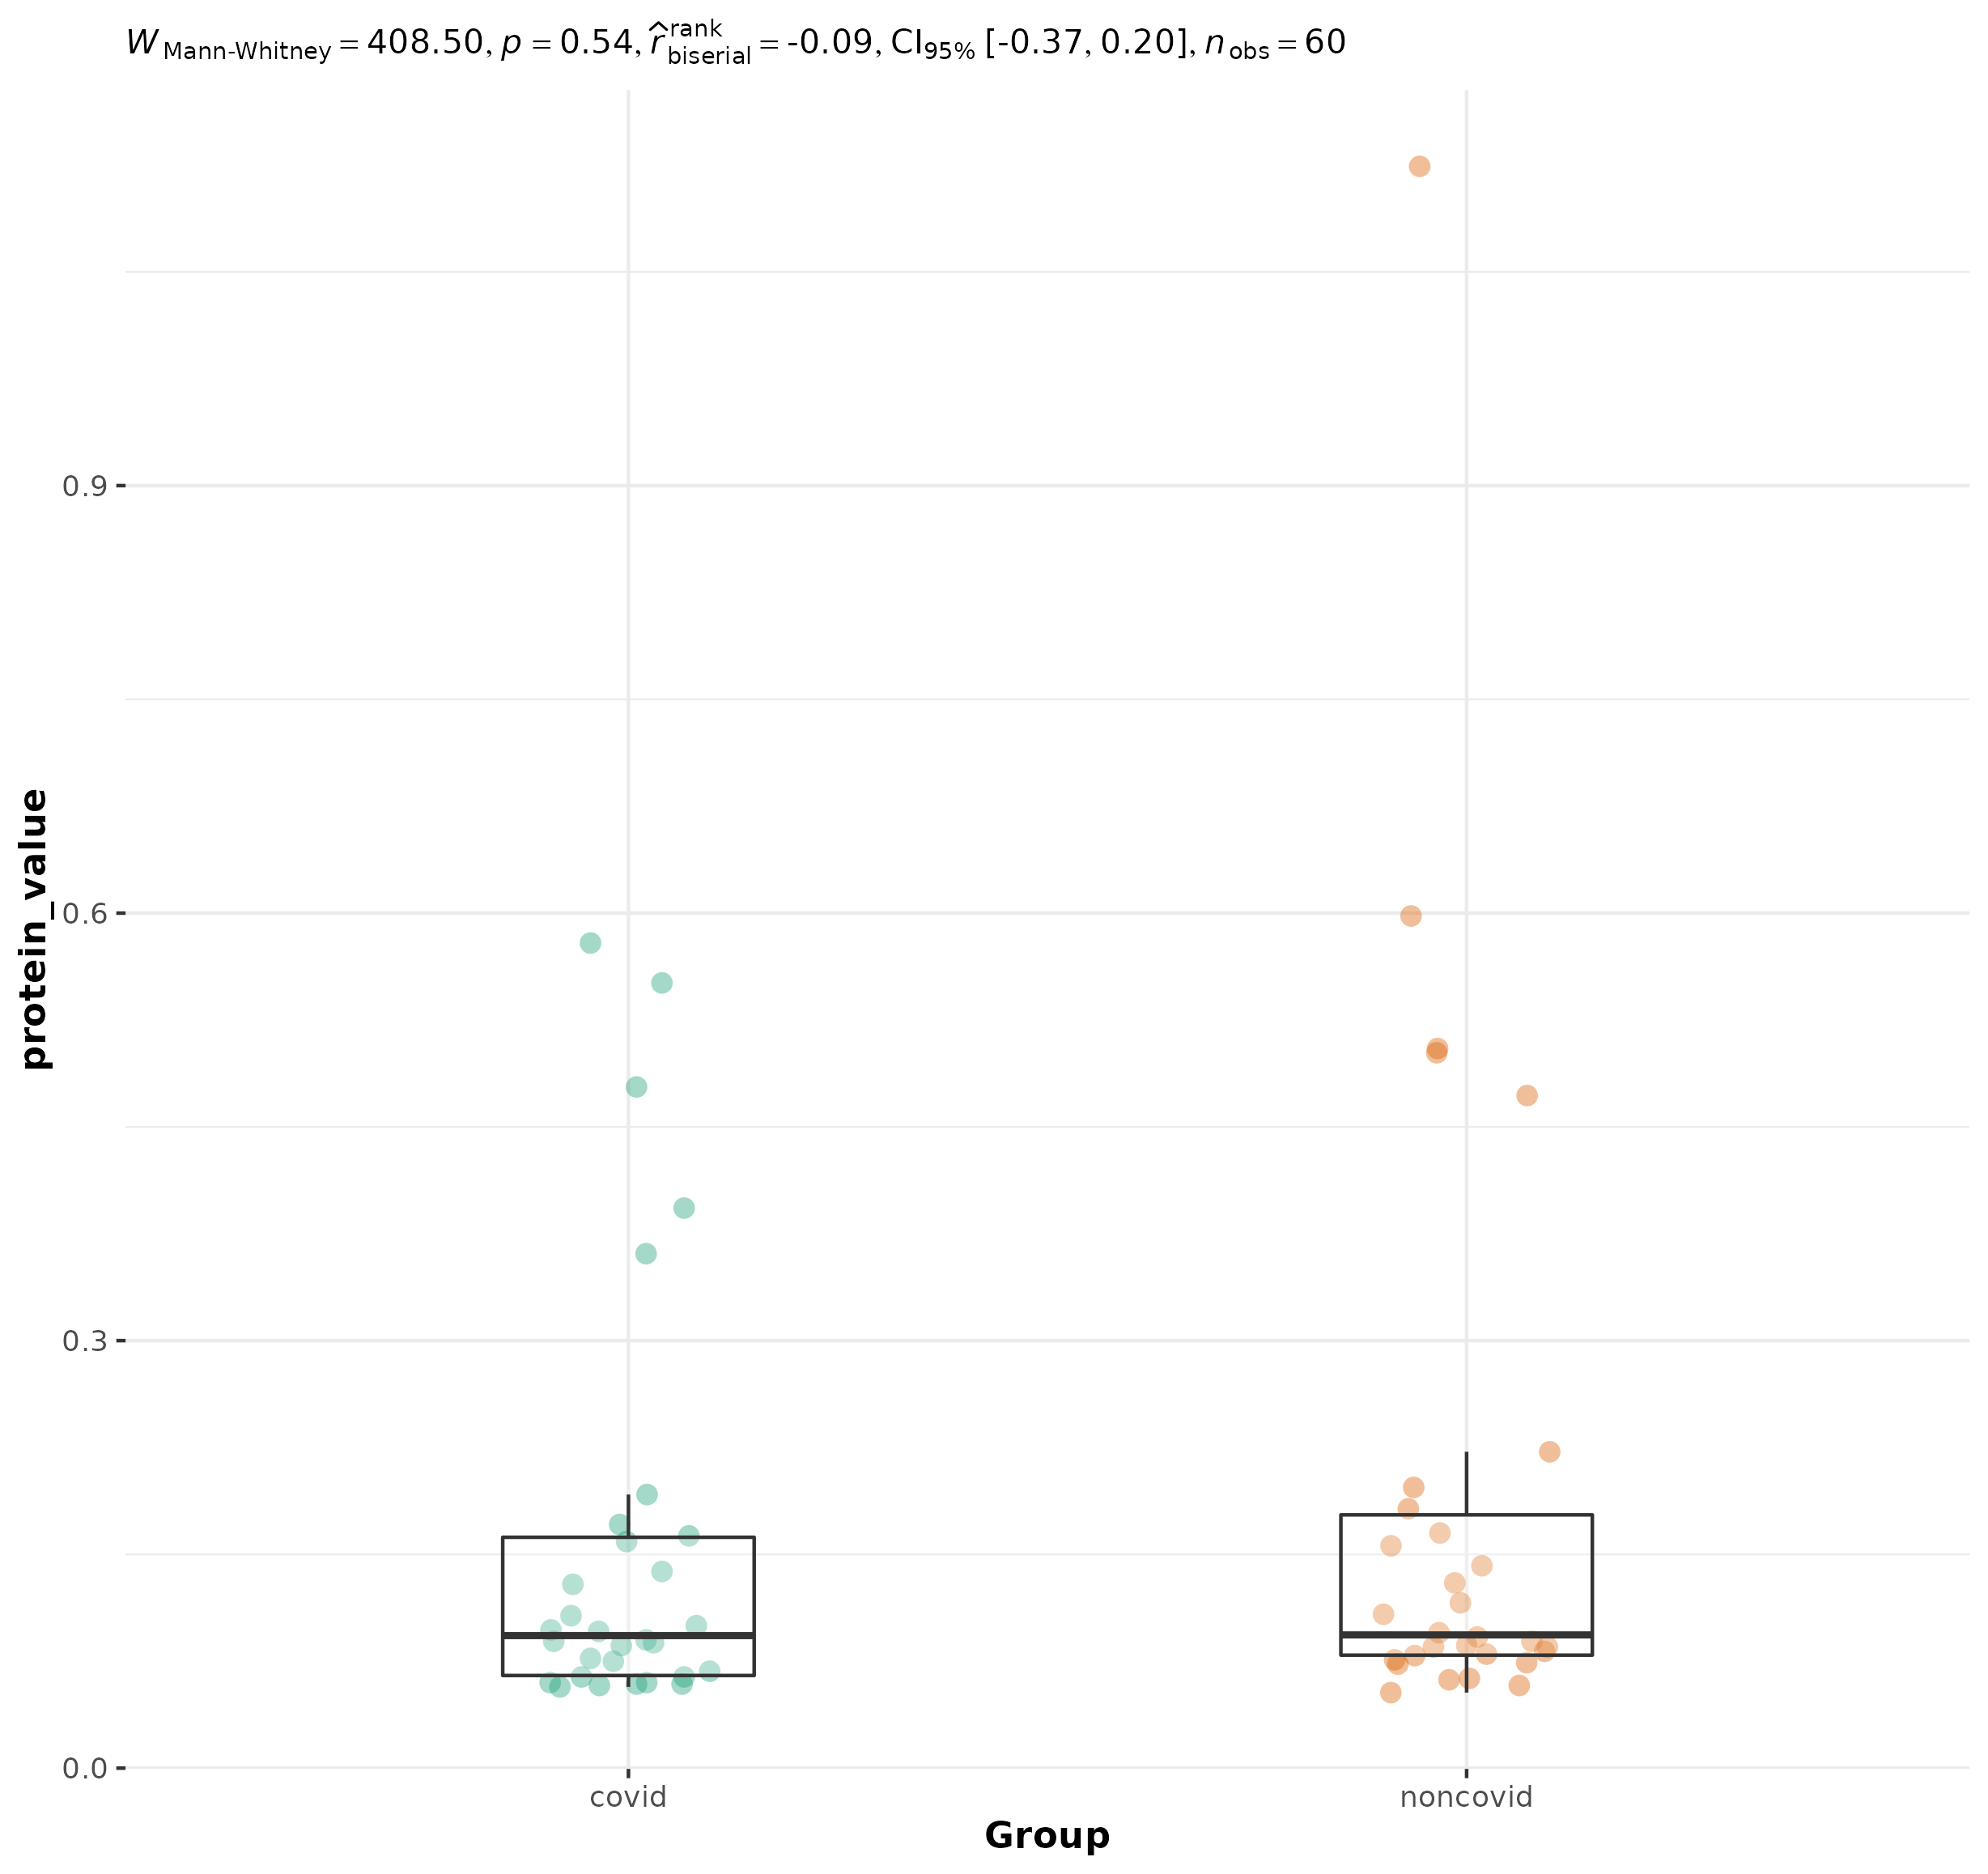 W Mann-Whitney = 408.50, p = 0.54, r̂ rank biserial = -0.09, CI95% [-0.37, 0.20], n obs = 60
0.9
0.6
0.3
0.0
protein_value
covid noncovid
Group